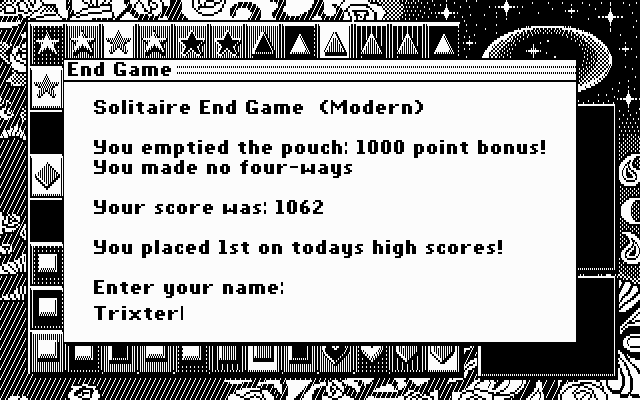 End Game
Solitaire End Game (Modern)
You emptied the pouch: 1000 point bonus!
You made no four-ways
Your score was: 1062
You placed 1st on todays high scores!
Enter your name:
Trixter